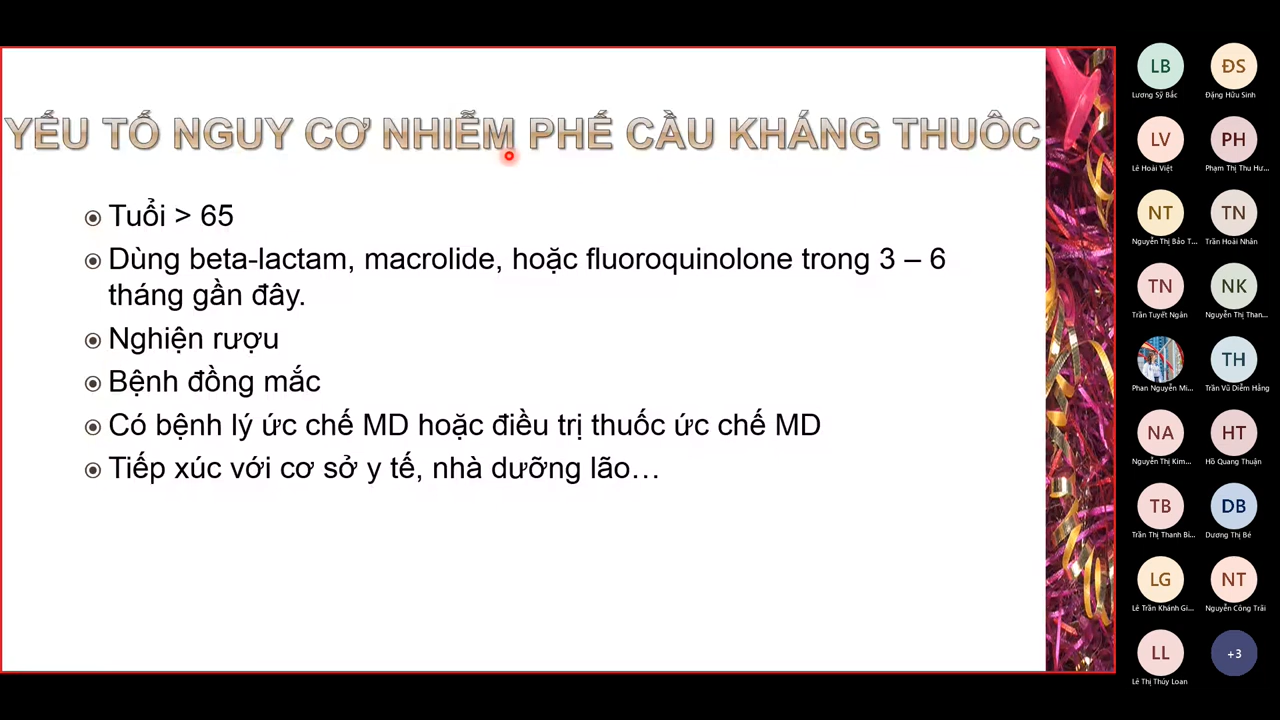 YẾU TỐ NGUY CƠ NHIỄM PHẾ CẦU KHÁNG THUỐC
Tuổi > 65
Dùng beta-lactam, macrolide, hoặc fluoroquinolone trong 3 – 6
tháng gần đây.
Nghiện rượu
Bệnh đồng mắc
Có bệnh lý ức chế MD hoặc điều trị thuốc ức chế MD
Tiếp xúc với cơ sở y tế, nhà dưỡng lão…
LB ĐS
Lương Sỹ Bắc Đặng Hữu Sinh
LV PH
Lê Hoài Việt Phạm Thị Thu Hư...
NT TN
Nguyễn Thị Bảo T... Trần Hoài Nhân
TN NK
Trần Tuyết Ngân Nguyễn Thị Than...
TH
Phan Nguyễn Mi... Trần Vũ Diễm Hằng
NA HT
Nguyễn Thị Kim... Hồ Quang Thuận
TB DB
Trần Thị Thanh Bì... Dương Thị Bé
LG NT
Lê Trần Khánh Gi... Nguyễn Công Trãi
LL +3
Lê Thị Thúy Loan